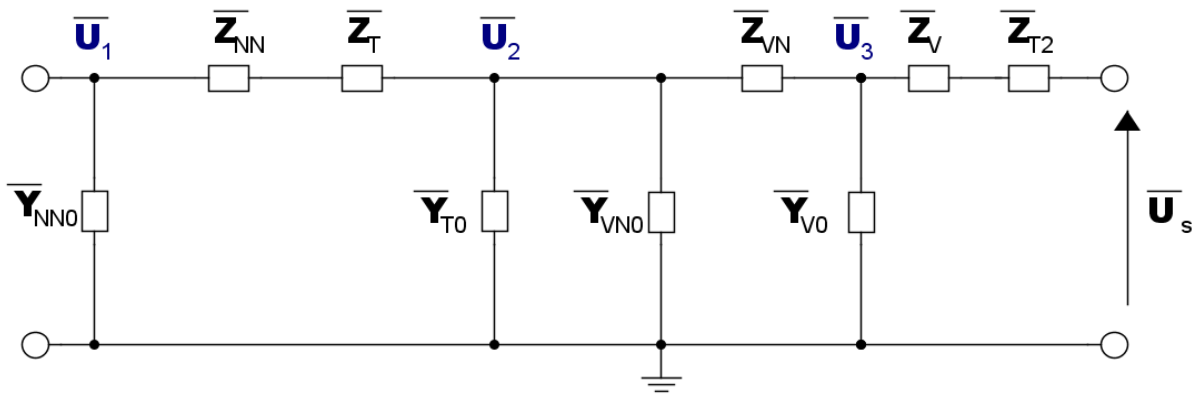 U1 ZNN ZT U2 ZVN U3 ZV ZT2
YNN0 YT0 YVN0 YV0 Us